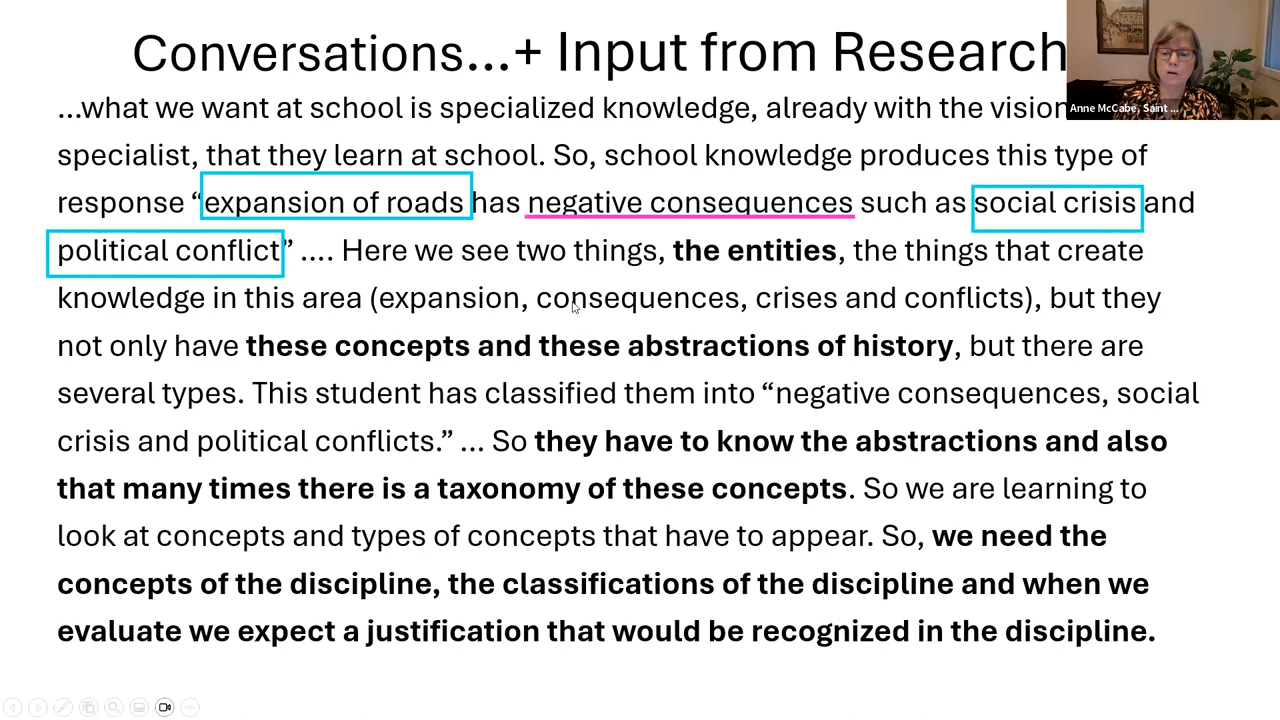 Conversations...+ Input from Research
...what we want at school is specialized knowledge, already with the vision
specialist, that they learn at school. So, school knowledge produces this type of
response “expansion of roads has negative consequences such as social crisis and
political conflict” .... Here we see two things, the entities, the things that create
knowledge in this area (expansion, consequences, crises and conflicts), but they
not only have these concepts and these abstractions of history, but there are
several types. This student has classified them into “negative consequences, social
crisis and political conflicts.” ... So they have to know the abstractions and also
that many times there is a taxonomy of these concepts. So we are learning to
look at concepts and types of concepts that have to appear. So, we need the
concepts of the discipline, the classifications of the discipline and when we
evaluate we expect a justification that would be recognized in the discipline.
Anne McCabe, Saint ...